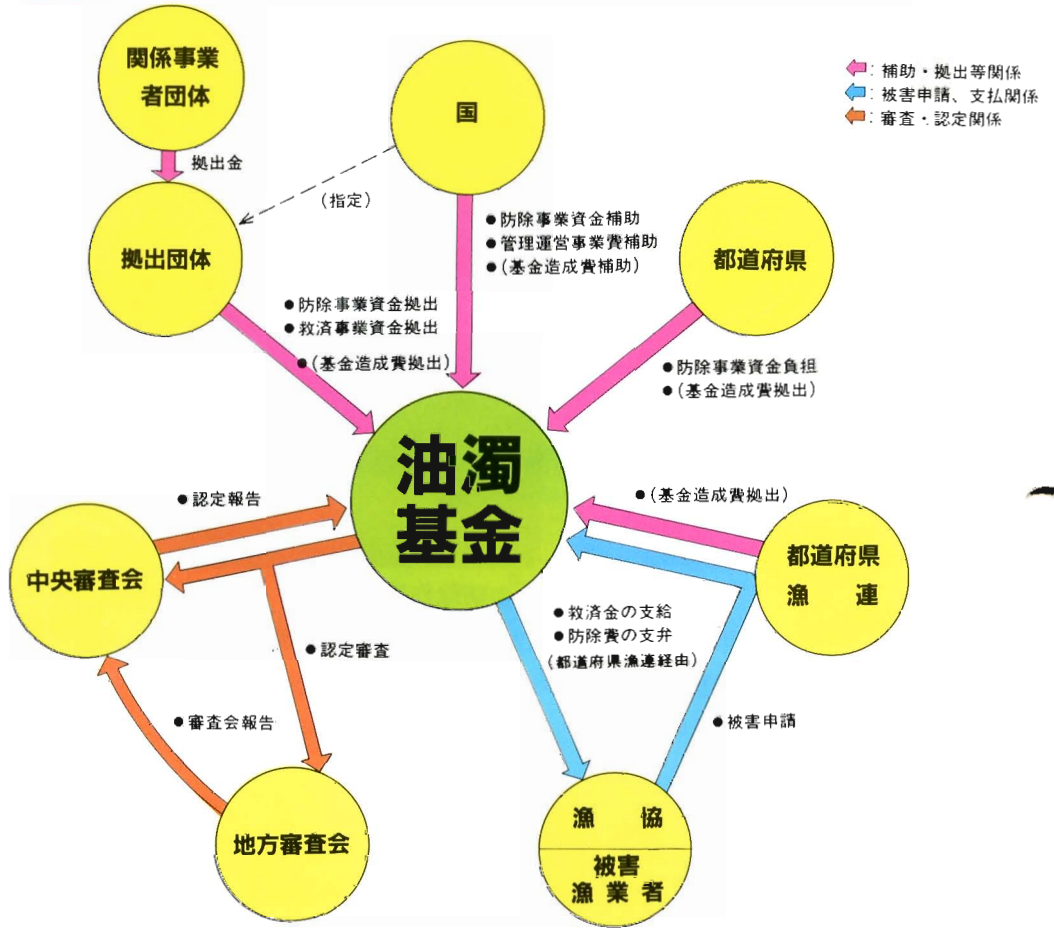 関係事業
者団体
国
⇦: 補助・拠出等関係
⇦: 被害申請、支払関係
⇦: 審査・認定関係
拠出金
(指定)
拠出団体
●防除事業資金補助
●管理運営事業費補助
●(基金造成費補助)
都道府県
●防除事業資金拠出
●救済事業資金拠出
●(基金造成費拠出)
●防除事業資金負担
●(基金造成費拠出)
油濁
基金
●認定報告
●(基金造成費拠出)
中央審査会
都道府県
漁連
●救済金の支給
●防除費の支弁
(都道府県漁連経由)
●認定審査
●審査会報告
●被害申請
地方審査会
漁協
被害
漁業者